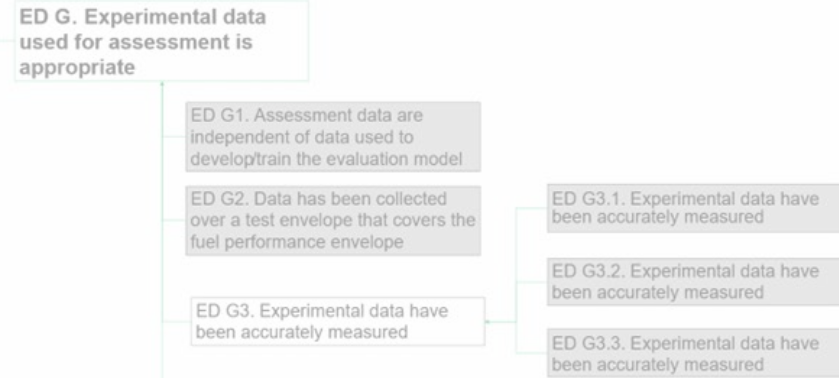 ED G. Experimental data
used for assessment is
appropriate
ED G1. Assessment data are
independent of data used to
develop/train the evaluation model
ED G2. Data has been collected
over a test envelope that covers the
fuel performance envelope
ED G3. Experimental data have
been accurately measured
ED G3.1. Experimental data have
been accurately measured
ED G3.2. Experimental data have
been accurately measured
ED G3.3. Experimental data have
been accurately measured